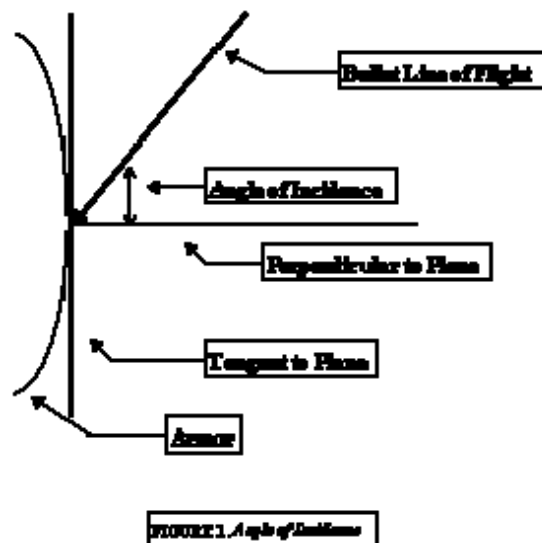 Bullet Line of Flight
Angle of Incidence
Perpendicular to Plane
Tangent to Plane
Armor
FIGURE 1. Angle of Incidence